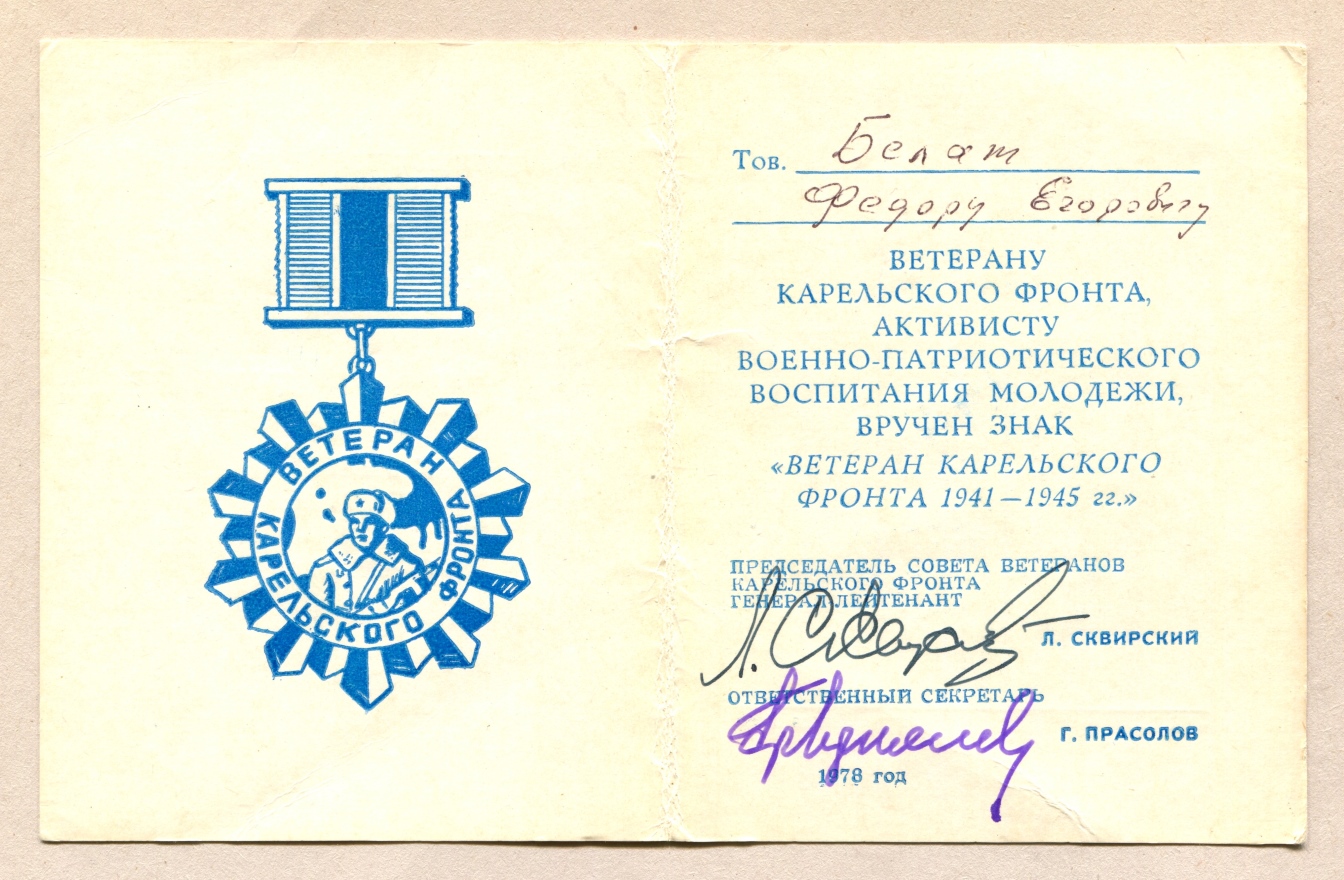 ВЕТЕРАН
КАРЕЛЬСКОГО ФРОНТА
Тов. Белат
Федору Егоровичу
ВЕТЕРАНУ
КАРЕЛЬСКОГО ФРОНТА,
АКТИВИСТУ
ВОЕННО-ПАТРИОТИЧЕСКОГО
ВОСПИТАНИЯ МОЛОДЕЖИ,
ВРУЧЕН ЗНАК
«ВЕТЕРАН КАРЕЛЬСКОГО
ФРОНТА 1941—1945 гг.»
ПРЕДСЕДАТЕЛЬ СОВЕТА ВЕТЕРАНОВ
КАРЕЛЬСКОГО ФРОНТА
ГЕНЕРАЛ-ЛЕЙТЕНАНТ
Л. СКВИРСКИЙ
ОТВЕТСТВЕННЫЙ СЕКРЕТАРЬ
Г. ПРАСОЛОВ
1978 год